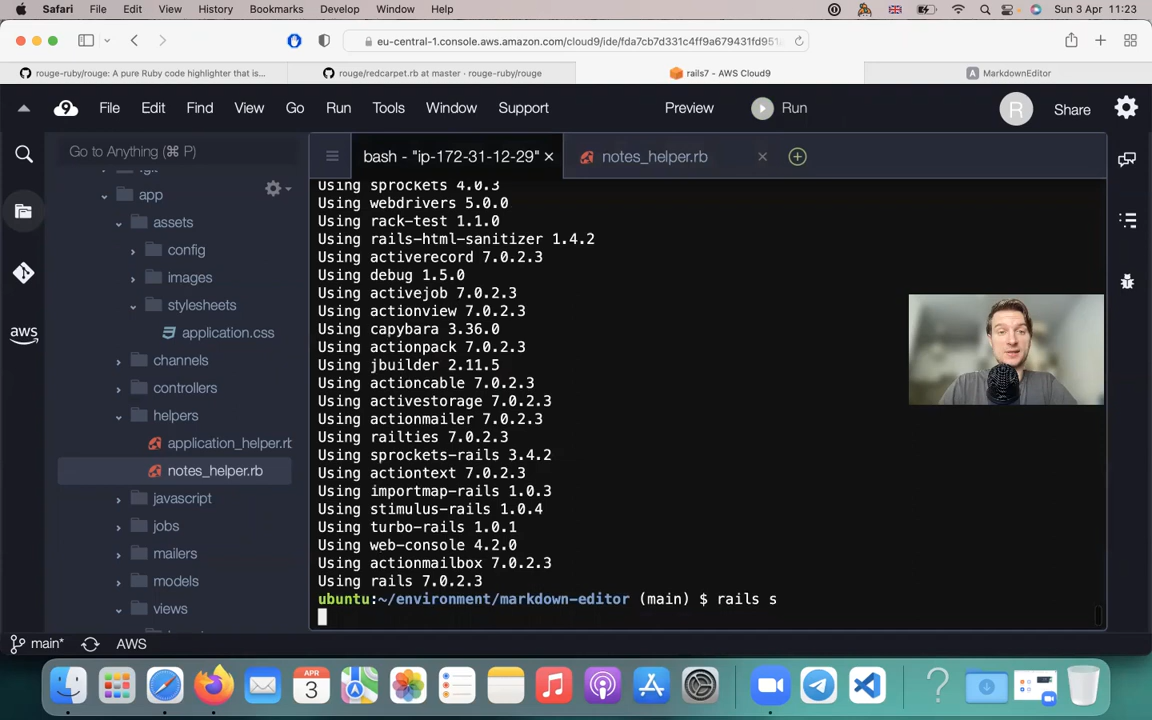 Safari File Edit View History Bookmarks Develop Window Help
Sun 3 Apr 11:23
eu-central-1.console.aws.amazon.com/cloud9/ide/fda7cb7d331c4ff9a679431fd951
rouge-ruby/rouge: A pure Ruby code highlighter that is...
rouge/redcarpet.rb at master · rouge-ruby/rouge
rails7 - AWS Cloud9
A MarkdownEditor
9 File Edit Find View Go Run Tools Window Support
Preview Run
R Share
Go to Anything (⌘ P)
bash - "ip-172-31-12-29" ×
notes_helper.rb ×
app
assets
config
images
stylesheets
application.css
channels
controllers
helpers
application_helper.rb
notes_helper.rb
javascript
jobs
mailers
models
views
aws
Using sprockets 4.0.3
Using webdrivers 5.0.0
Using rack-test 1.1.0
Using rails-html-sanitizer 1.4.2
Using activerecord 7.0.2.3
Using debug 1.5.0
Using activejob 7.0.2.3
Using actionview 7.0.2.3
Using capybara 3.36.0
Using actionpack 7.0.2.3
Using jbuilder 2.11.5
Using actioncable 7.0.2.3
Using activestorage 7.0.2.3
Using actionmailer 7.0.2.3
Using railties 7.0.2.3
Using sprockets-rails 3.4.2
Using actiontext 7.0.2.3
Using importmap-rails 1.0.3
Using stimulus-rails 1.0.4
Using turbo-rails 1.0.1
Using web-console 4.2.0
Using actionmailbox 7.0.2.3
Using rails 7.0.2.3
ubuntu:~/environment/markdown-editor (main) $ rails s
main* AWS
APR
3